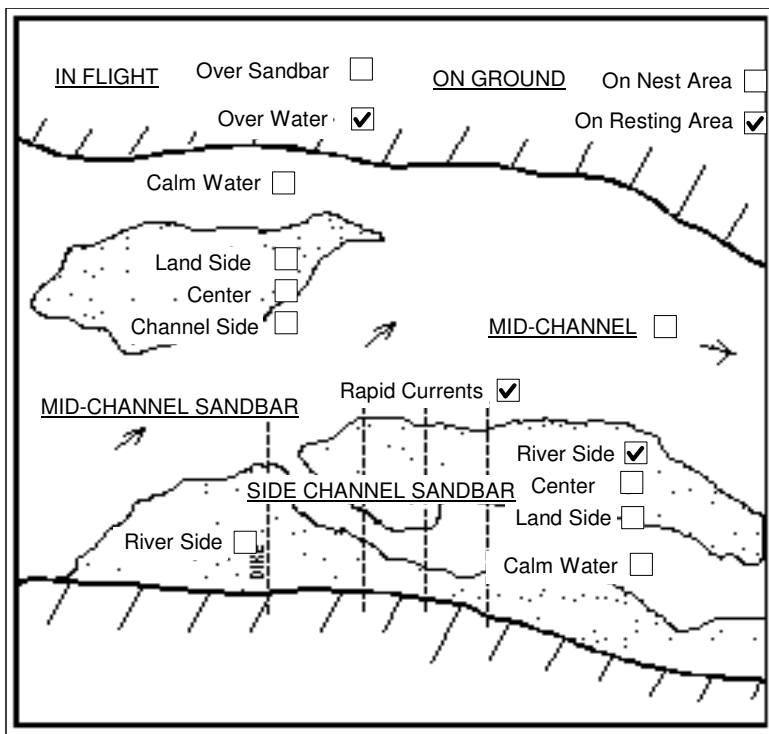 IN FLIGHT Over Sandbar ON GROUND On Nest Area
Over Water On Resting Area
Calm Water
Land Side
Center
Channel Side
MID-CHANNEL
Rapid Currents
MID-CHANNEL SANDBAR
River Side
SIDE CHANNEL SANDBAR Center
Land Side
River Side
DIKE
Calm Water